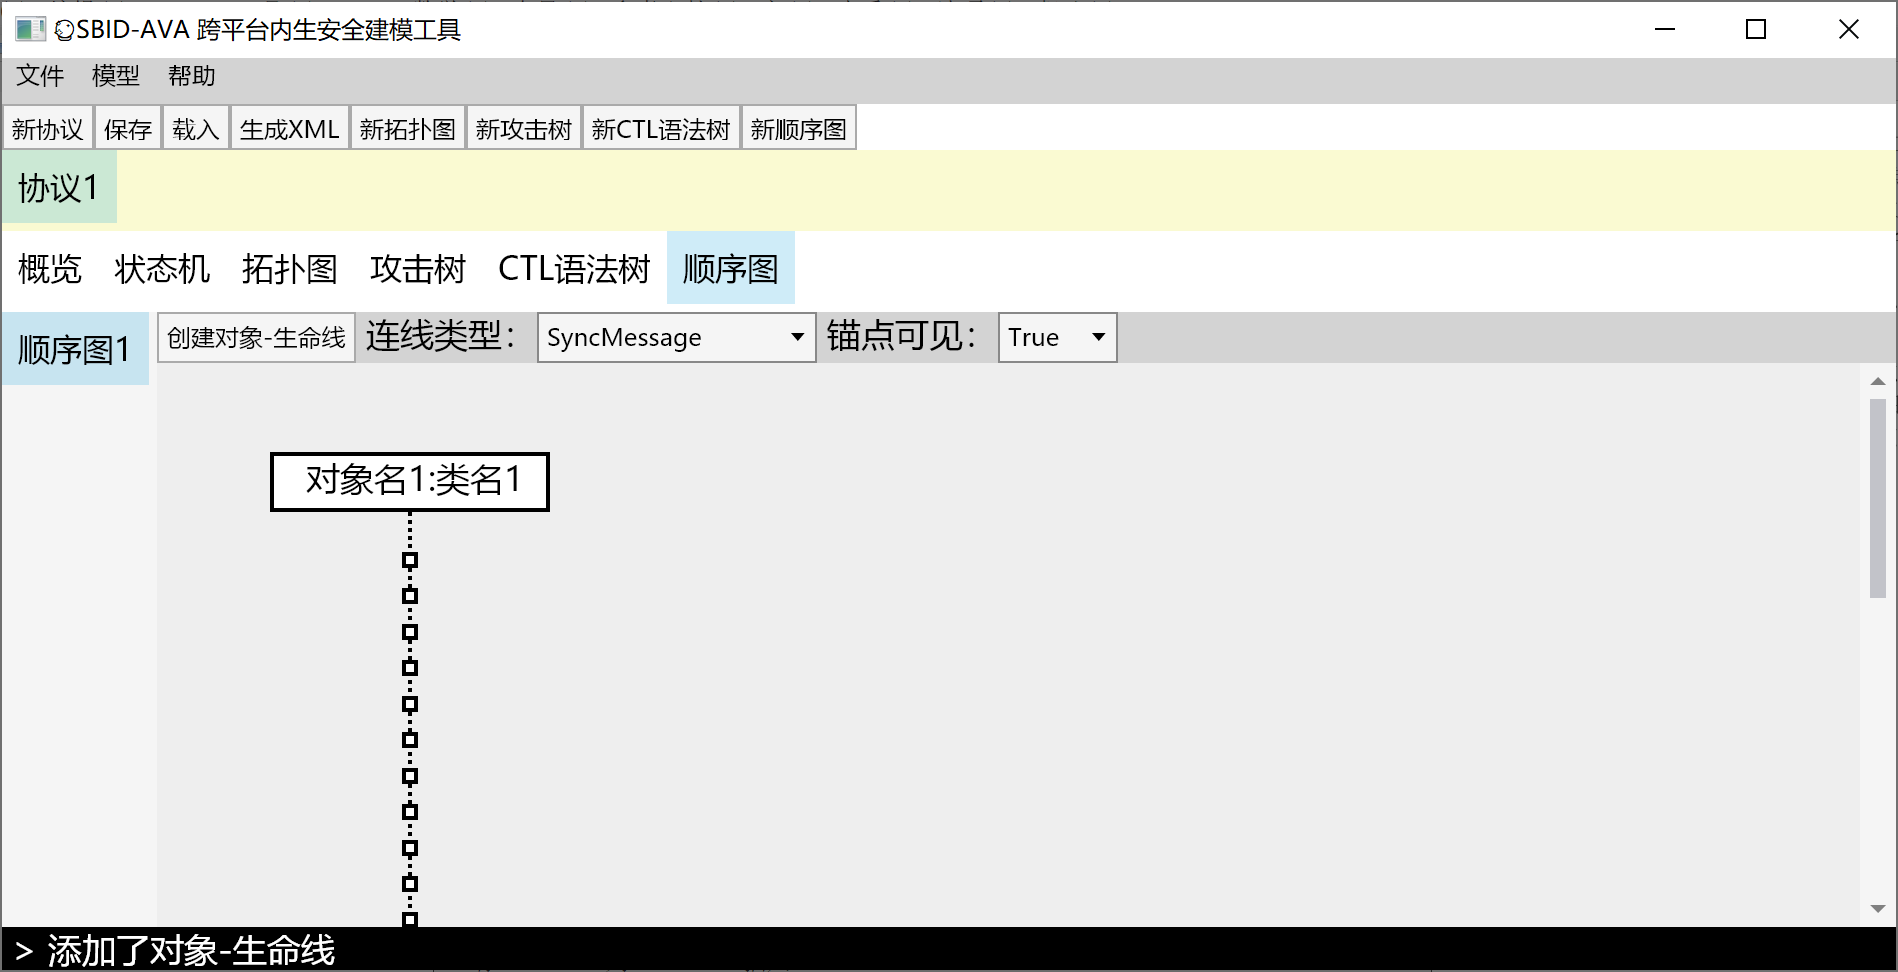 SBID-AVA 跨平台内生安全建模工具
文件 模型 帮助
新协议 保存 载入 生成XML 新拓扑图 新攻击树 新CTL语法树 新顺序图
协议1
概览 状态机 拓扑图 攻击树 CTL语法树 顺序图
顺序图1 创建对象-生命线 连线类型： SyncMessage 锚点可见： True
对象名1:类名1
> 添加了对象-生命线